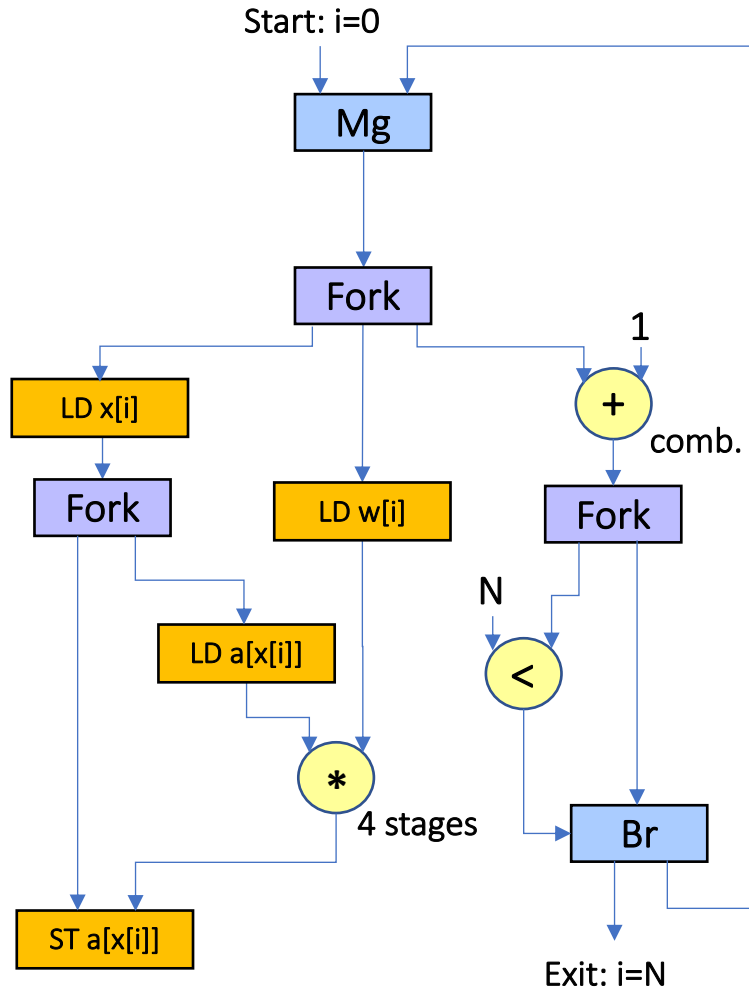 Start: i=0
Mg
Fork
1
LD x[i]
+
comb.
Fork
LD w[i]
Fork
N
LD a[x[i]]
<
*
4 stages
Br
ST a[x[i]]
Exit: i=N